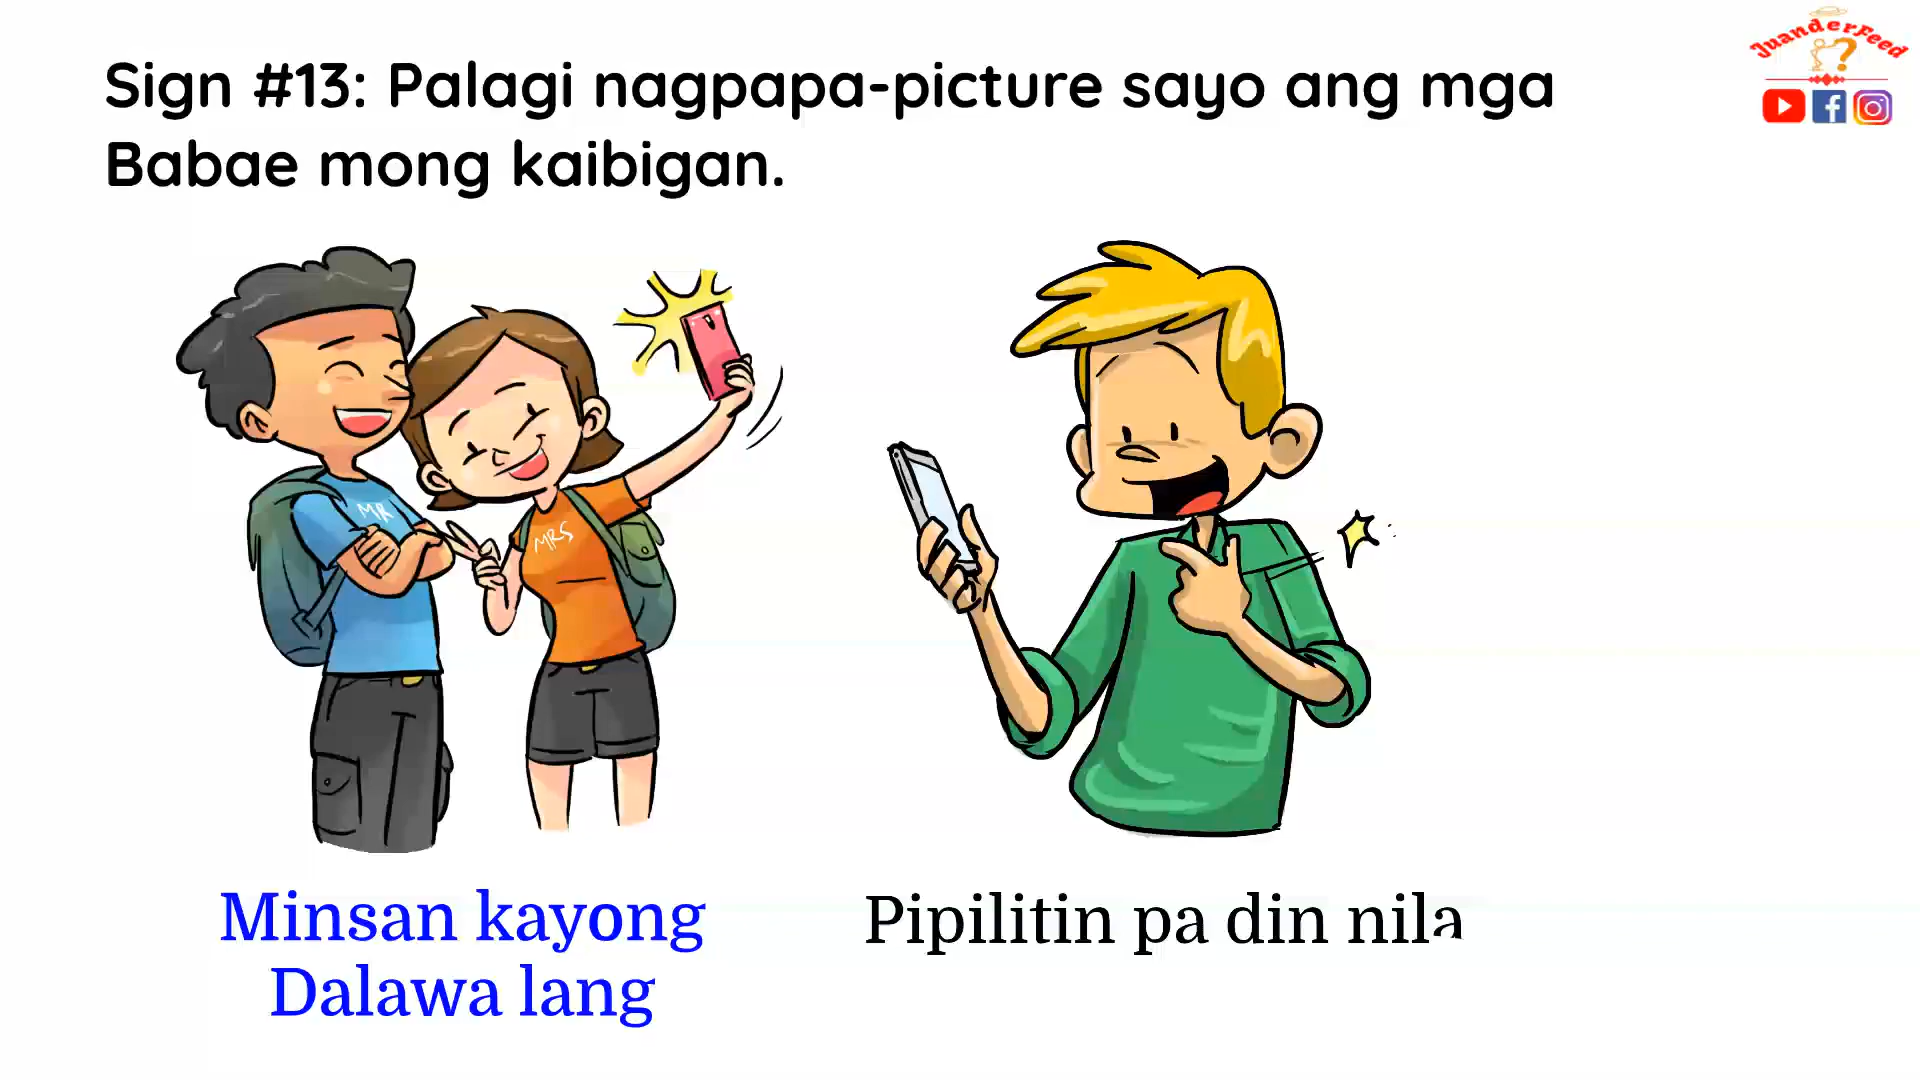 Sign #13: Palagi nagpapa-picture sayo ang mga
Babae mong kaibigan.
JuanderFeed
MR
MRS
Minsan kayong
Dalawa lang
Pipilitin pa din nila